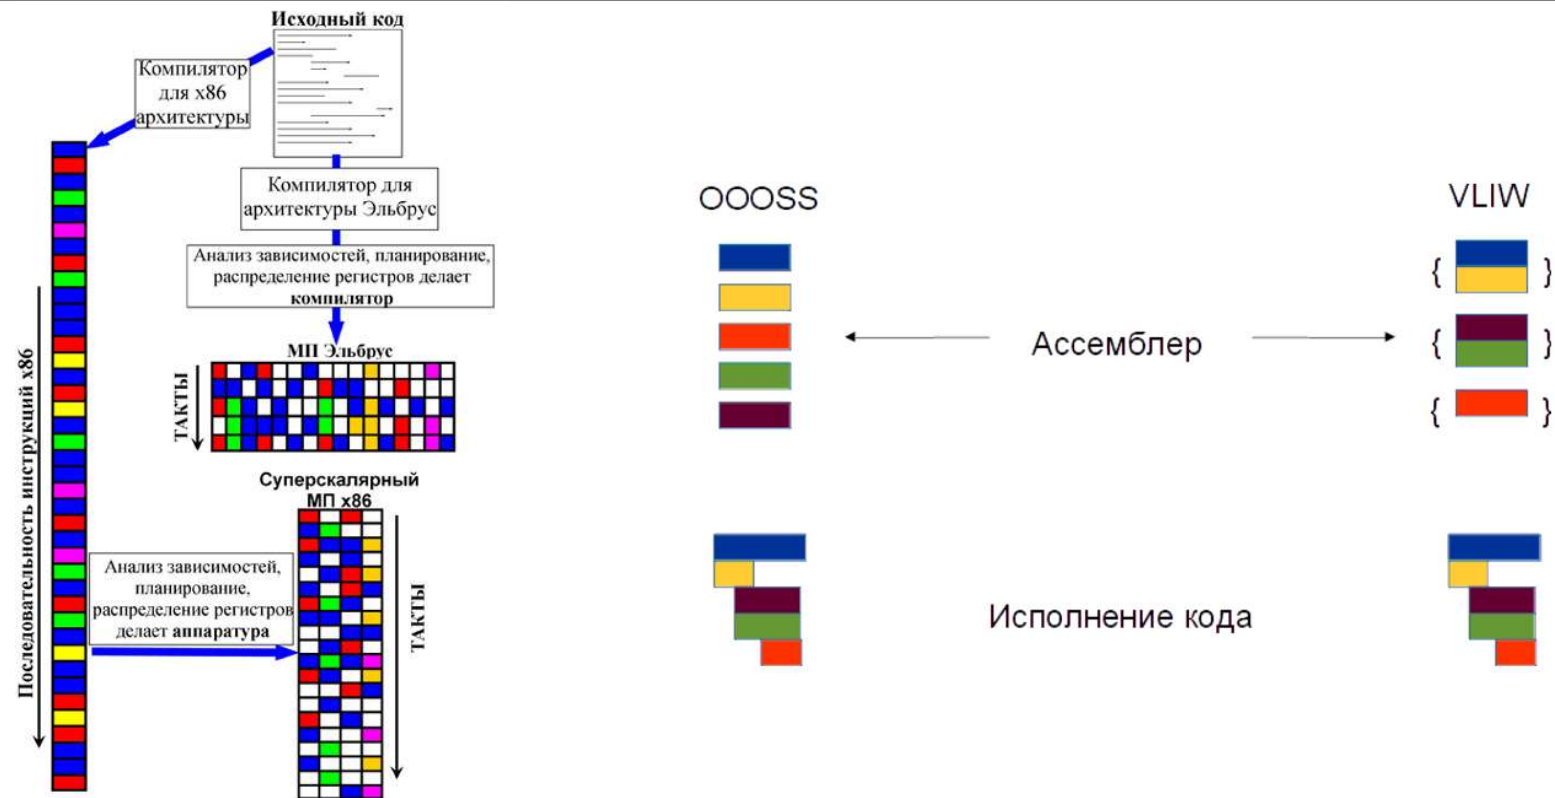 Исходный код
Компилятор
для x86
архитектуры
Компилятор для
архитектуры Эльбрус
Анализ зависимостей, планирование,
распределение регистров делает
компилятор
МП Эльбрус
ТАКТЫ
Последовательность инструкций x86
Суперскалярный
МП x86
Анализ зависимостей,
планирование,
распределение регистров
делает аппаратура
ТАКТЫ
OOOSS
VLIW
{ }
{ }
{ }
Ассемблер
Исполнение кода